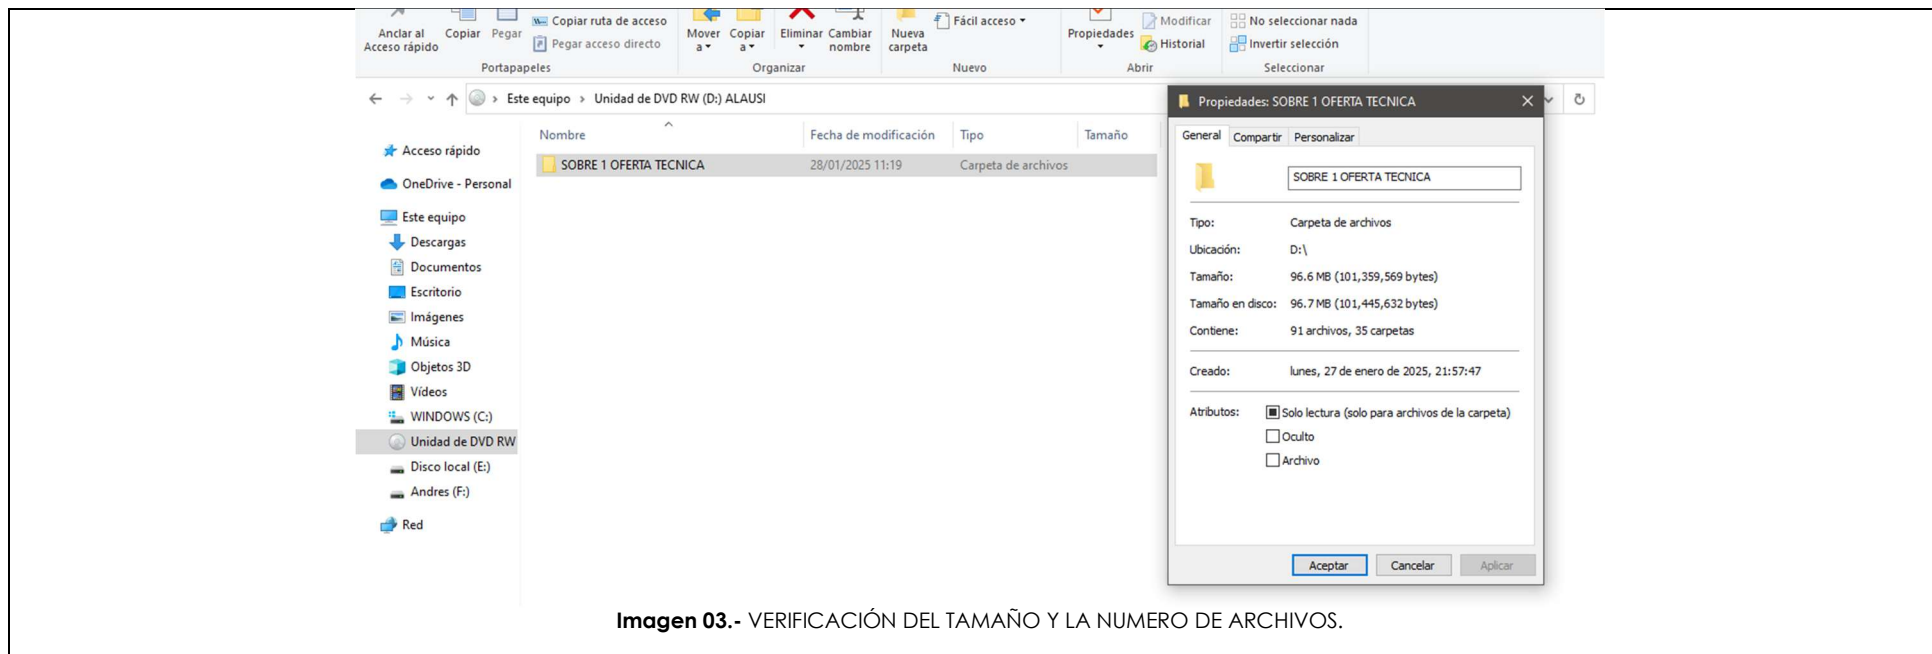 Anclar al
Acceso rápido
Copiar
Pegar
Copiar ruta de acceso
Pegar acceso directo
Portapapeles
Mover
a
Copiar
a
Eliminar
Cambiar
nombre
Organizar
Nueva
carpeta
Fácil acceso
Nuevo
Propiedades
Modificar
Historial
Abrir
No seleccionar nada
Invertir selección
Seleccionar
Este equipo > Unidad de DVD RW (D:) ALAUSI
Acceso rápido
OneDrive - Personal
Este equipo
Descargas
Documentos
Escritorio
Imágenes
Música
Objetos 3D
Vídeos
WINDOWS (C:)
Unidad de DVD RW
Disco local (E:)
Andres (F:)
Red
Nombre Fecha de modificación Tipo Tamaño
SOBRE 1 OFERTA TECNICA 28/01/2025 11:19 Carpeta de archivos
Propiedades: SOBRE 1 OFERTA TECNICA
General Compartir Personalizar
SOBRE 1 OFERTA TECNICA
Tipo: Carpeta de archivos
Ubicación: D:\
Tamaño: 96.6 MB (101,359,569 bytes)
Tamaño en disco: 96.7 MB (101,445,632 bytes)
Contiene: 91 archivos, 35 carpetas
Creado: lunes, 27 de enero de 2025, 21:57:47
Atributos: Solo lectura (solo para archivos de la carpeta)
Oculto
Archivo
Aceptar Cancelar Aplicar
Imagen 03.- VERIFICACIÓN DEL TAMAÑO Y LA NUMERO DE ARCHIVOS.